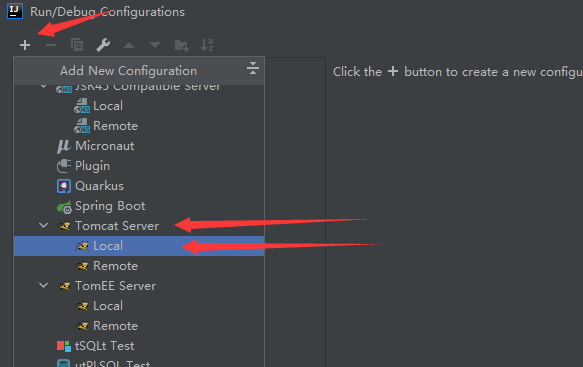 IJ
Run/Debug Configurations
Add New Configuration
Click the + button to create a new configu
JSR45 Compatible Server
Local
Remote
Micronaut
Plugin
Quarkus
Spring Boot
Tomcat Server
Local
Remote
TomEE Server
Local
Remote
tSQLt Test
utPLSQL Test